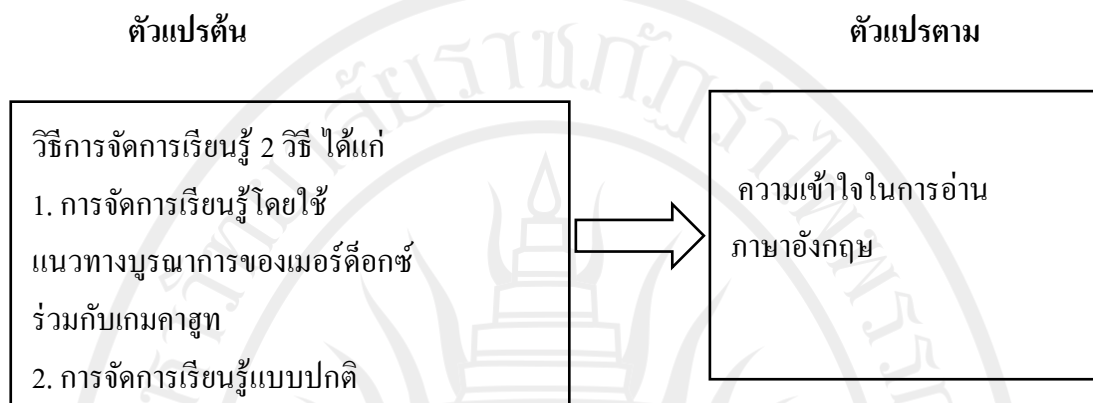 ตัวแปรต้น
ตัวแปรตาม
วิธีการจัดการเรียนรู้ 2 วิธี ได้แก่
1. การจัดการเรียนรู้โดยใช้
แนวทางบูรณาการของเมอร์ด็อกซ์
ร่วมกับเกมคาฮูท
2. การจัดการเรียนรู้แบบปกติ
ความเข้าใจในการอ่าน
ภาษาอังกฤษ